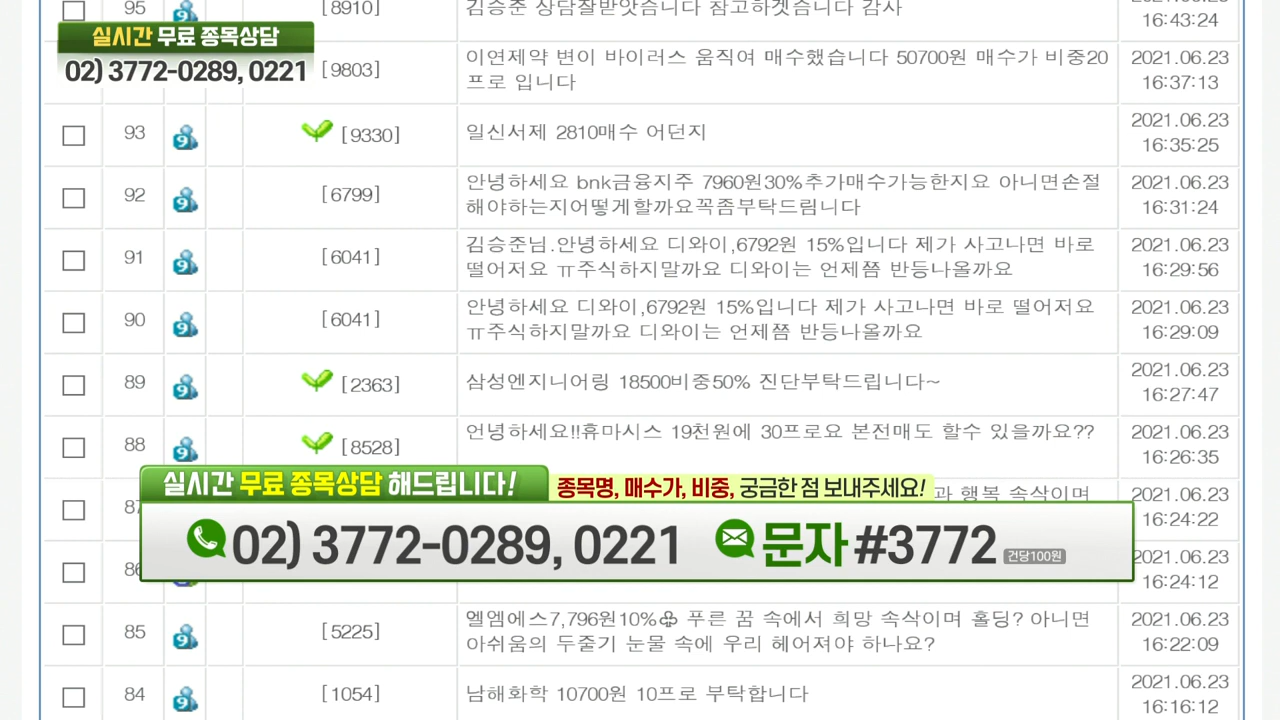 95 [8910] 김승준 상담잘받앗습니다 참고하겟습니다 감사
16:43:24
실시간 무료 종목상담
02) 3772-0289, 0221
[9803] 이연제약 변이 바이러스 움직여 매수했습니다 50700원 매수가 비중20 2021.06.23
프로 입니다 16:37:13
93 [9330] 일신서제 2810매수 어떤지 2021.06.23
16:35:25
92 [6799] 안녕하세요 bnk금융지주 7960원30%추가매수가능한지요 아니면손절 2021.06.23
해야하는지어떻게할까요꼭좀부탁드림니다 16:31:24
91 [6041] 김승준님.안녕하세요 디와이,6792원 15%입니다 제가 사고나면 바로 2021.06.23
떨어저요 ㅠ주식하지말까요 디와이는 언제쯤 반등나올까요 16:29:56
90 [6041] 안녕하세요 디와이,6792원 15%입니다 제가 사고나면 바로 떨어저요 2021.06.23
ㅠ주식하지말까요 디와이는 언제쯤 반등나올까요 16:29:09
89 [2363] 삼성엔지니어링 18500비중50% 진단부탁드립니다~ 2021.06.23
16:27:47
88 [8528] 언녕하세요!!휴마시스 19천원에 30프로요 본전매도 할수 있을까요?? 2021.06.23
16:26:35
실시간 무료 종목상담 해드립니다!
종목명, 매수가, 비중, 궁금한 점 보내주세요!
과 행복 속삭이며 2021.06.23
16:24:22
02) 3772-0289, 0221 문자 #3772 건당100원
2021.06.23
16:24:12
85 [5225] 엘엠에스7,796원10%♧ 푸른 꿈 속에서 희망 속삭이며 홀딩? 아니면 2021.06.23
아쉬움의 두줄기 눈물 속에 우리 헤어져야 하나요? 16:22:09
84 [1054] 남해화학 10700원 10프로 부탁합니다 2021.06.23
16:16:12